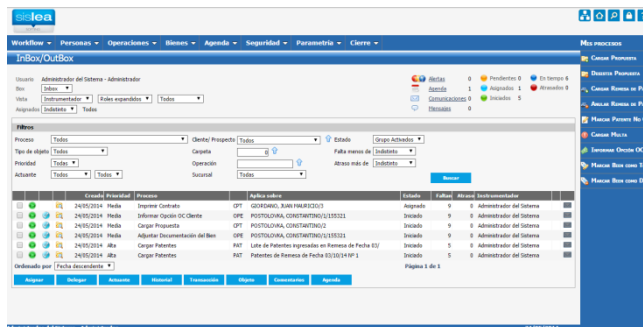 sislea
Workflow Personas Operaciones Bienes Agenda Seguridad Parametría Cierre
MIS PROCESOS
InBox/OutBox
CARGAR PROPUESTA
Usuario Administrador del Sistema - Administrador
Alertas 0 Pendientes 0 En tiempo 6
Box Inbox
Agenda 1 Asignados 1 Atrasados 0
Vista Instrumentador Roles expandidos Todos
Comunicaciones 0 Iniciados 5
Asignados Indistinto Todos
Mensajes 0
CARGAR MULTA
Filtros
Proceso Todos Cliente/ Prospecto Todos Estado Grupo Activados
Tipo de objeto Todos Carpeta 0 Falta menos de Indistinto
Prioridad Todas Operación Atraso más de Indistinto
Actuante Todos Todos Sucursal Todas Buscar
Creado Prioridad Proceso Aplica sobre Estado Faltan Atraso Instrumentador
24/05/2014 Media Imprimir Contrato CPT GIORDANO, JUAN MAURICIO/3 Asignado 9 0 Administrador del Sistema
24/05/2014 Media Informar Opción OC Cliente OPE POSTOLOVKA, CONSTANTINO/1/155321 Iniciado 9 0 Administrador del Sistema
24/05/2014 Media Cargar Propuesta CPT POSTOLOVKA, CONSTANTINO/2 Iniciado 9 0 Administrador del Sistema
24/05/2014 Media Adjuntar Documentación del Bien OPE POSTOLOVKA, CONSTANTINO/1/155321 Iniciado 9 0 Administrador del Sistema
24/05/2014 Alta Cargar Patentes PAT Lote de Patentes ingresadas en Remesa de Fecha 03/ Iniciado 5 0 Administrador del Sistema
24/05/2014 Alta Cargar Patentes PAT Patentes de Remesa de Fecha 03/10/14 Nº 1 Iniciado 5 0 Administrador del Sistema
Ordenado por Fecha descendente Página 1 de 1
Asignar Delegar Actuante Historial Transacción Objeto Comentarios Agenda